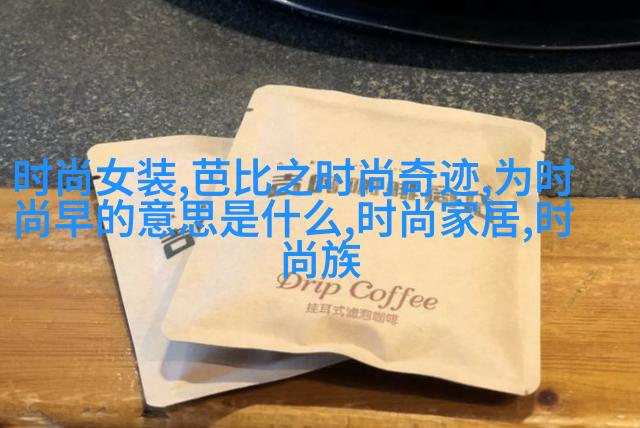 时尚女装,芭比之时尚奇迹,为时
尚早的意思是什么,时尚家居,时
尚族
Drip Coffee
挂耳式滤泡咖啡